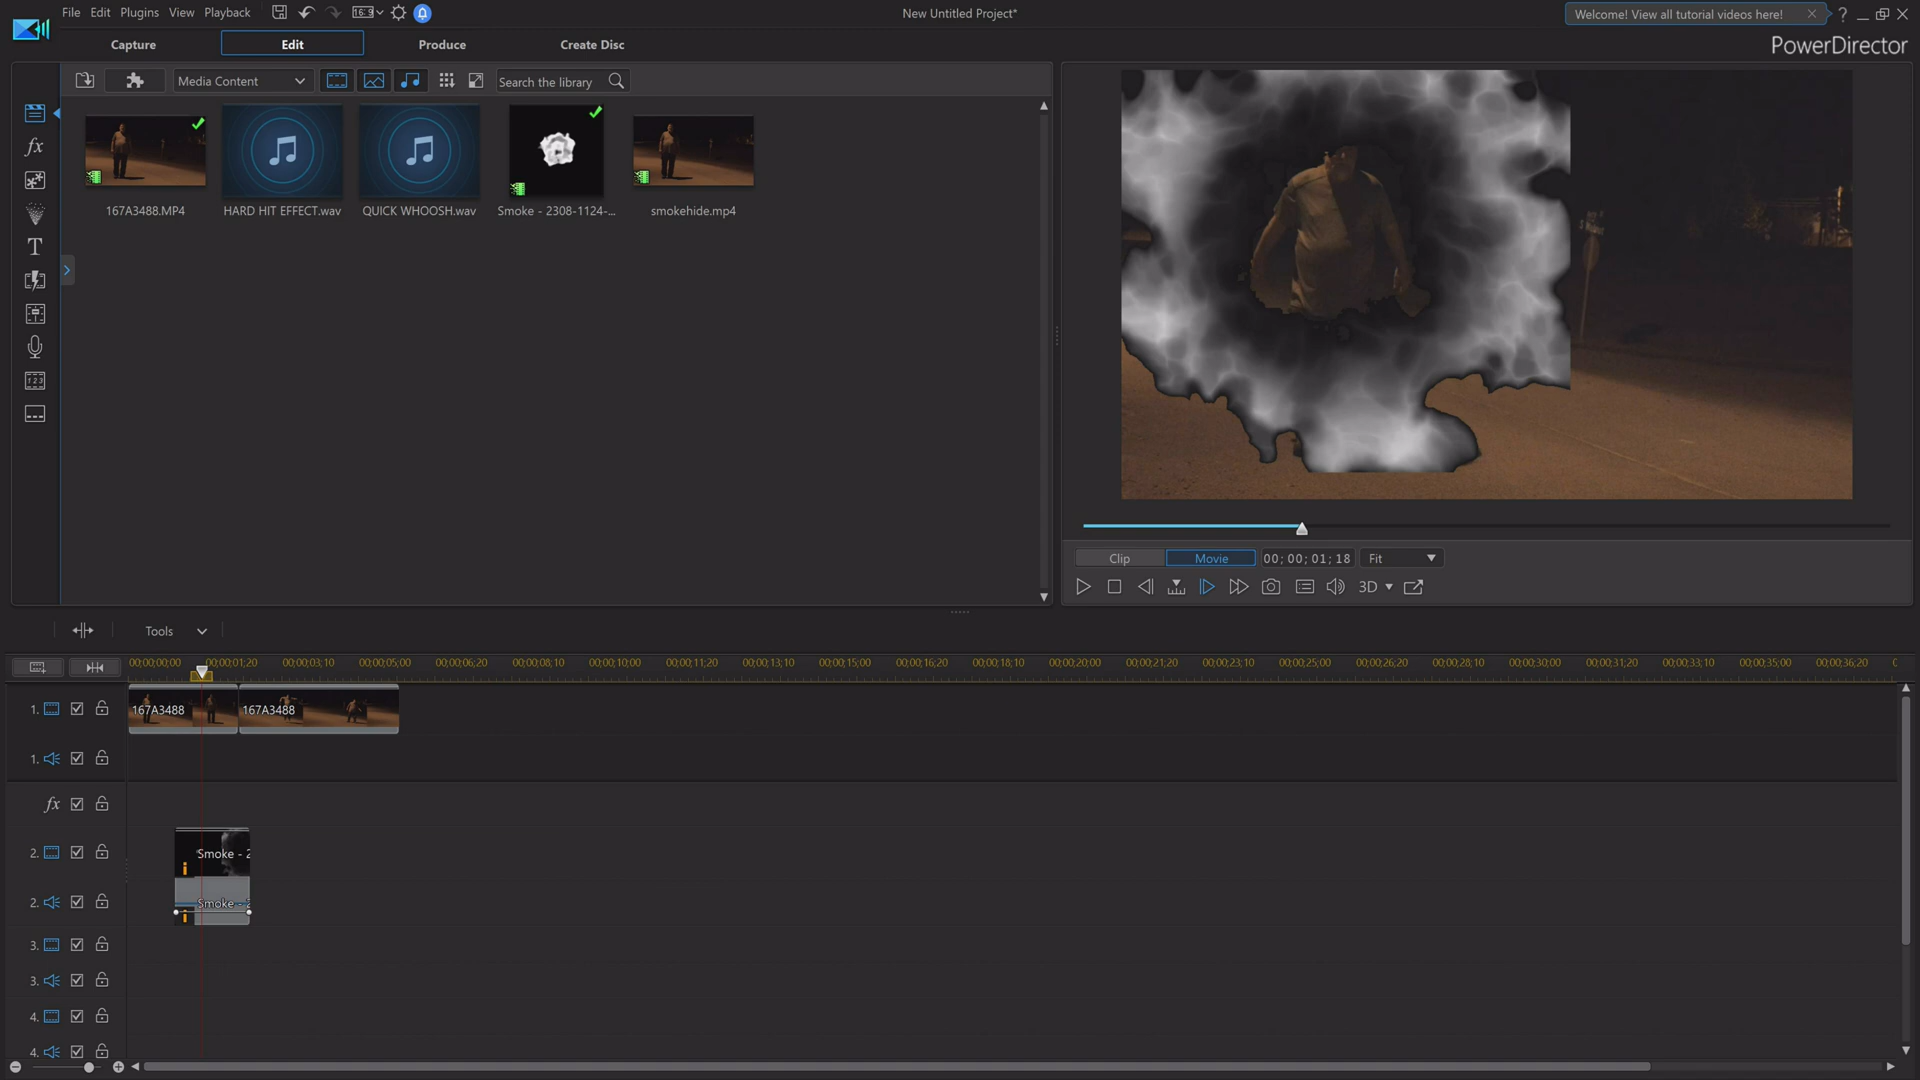 File Edit Plugins View Playback
16:9
New Untitled Project*
Welcome! View all tutorial videos here!
Capture Edit Produce Create Disc
PowerDirector
Media Content
Search the library
167A3488.MP4
HARD HIT EFFECT.wav
QUICK WHOOSH.wav
Smoke - 2308-1124-...
smokehide.mp4
Clip Movie 00; 00; 01; 18 Fit
3D
Tools
00;00;00;00 00;00;01;20 00;00;03;10 00;00;05;00 00;00;06;20 00;00;08;10 00;00;10;00 00;00;11;20 00;00;13;10 00;00;15;00 00;00;16;20 00;00;18;10 00;00;20;00 00;00;21;20 00;00;23;10 00;00;25;00 00;00;26;20 00;00;28;10 00;00;30;00 00;00;31;20 00;00;33;10 00;00;35;00 00;00;36;20
1. 167A3488 167A3488
1.
fx
2. Smoke - 2
2. Smoke - 2
3.
3.
4.
4.